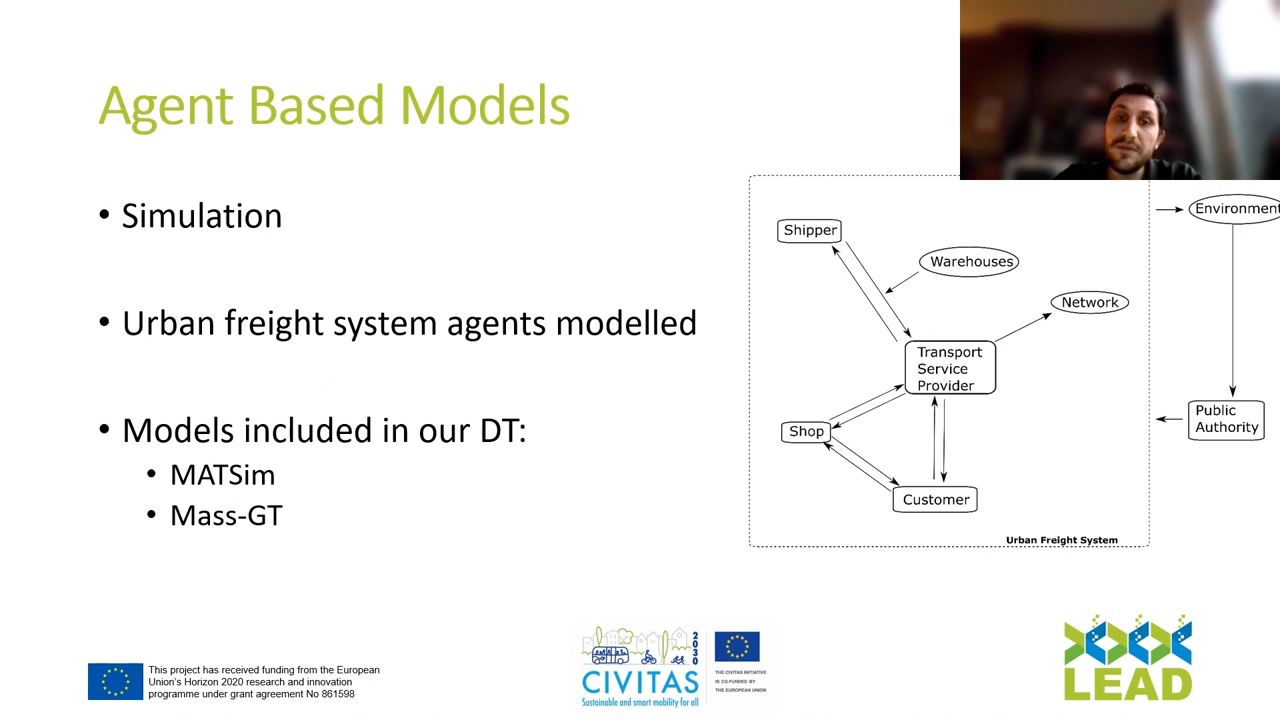 Agent Based Models
• Simulation
• Urban freight system agents modelled
• Models included in our DT:
• MATSim
• Mass-GT
Shipper
Warehouses
Network
Transport
Service
Provider
Shop
Customer
Urban Freight System
Environment
Public
Authority
This project has received funding from the European
Union's Horizon 2020 research and innovation
programme under grant agreement No 861598
2030
CIVITAS
Sustainable and smart mobility for all
THE CIVITAS INITIATIVE
IS CO-FUNDED BY
THE EUROPEAN UNION
LEAD